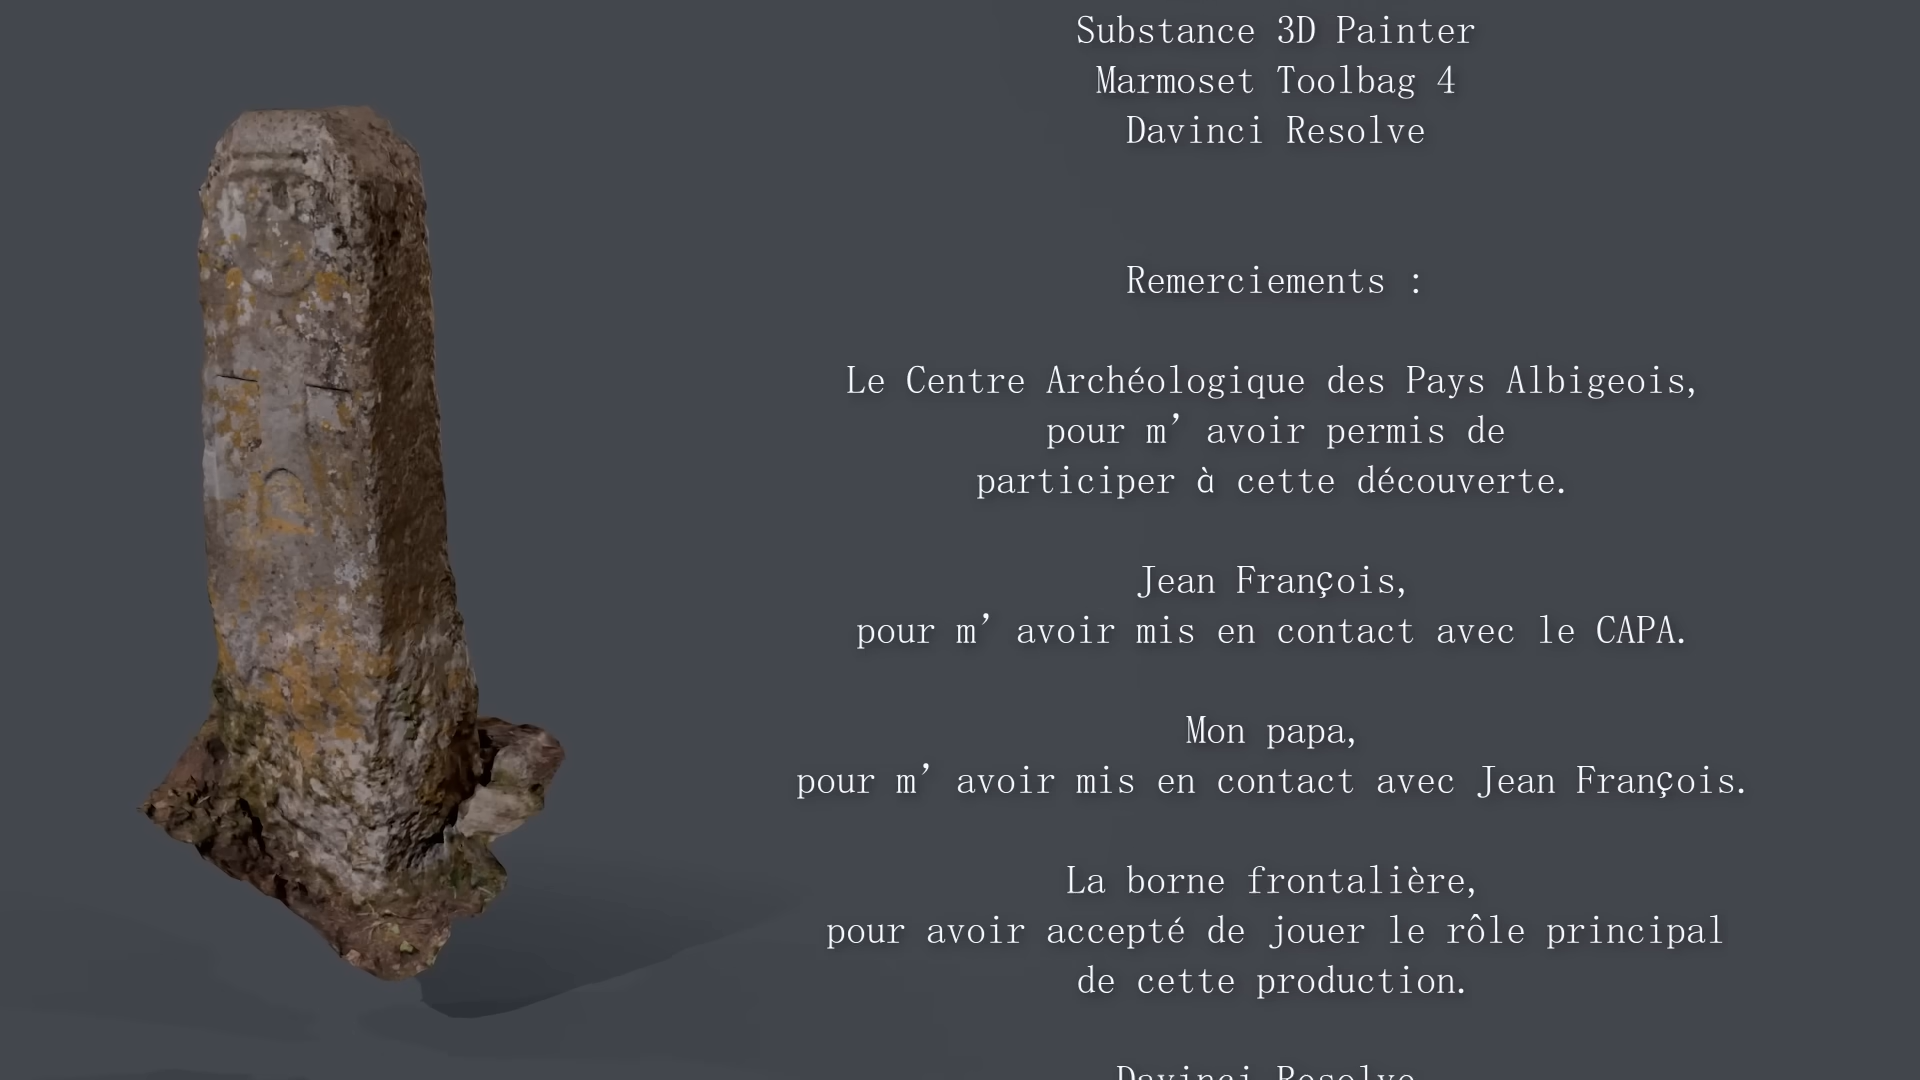 Substance 3D Painter
Marmoset Toolbag 4
Davinci Resolve
Remerciements :
Le Centre Archéologique des Pays Albigeois,
pour m’avoir permis de
participer à cette découverte.
Jean François,
pour m’avoir mis en contact avec le CAPA.
Mon papa,
pour m’avoir mis en contact avec Jean François.
La borne frontalière,
pour avoir accepté de jouer le rôle principal
de cette production.
Davinci Resolve